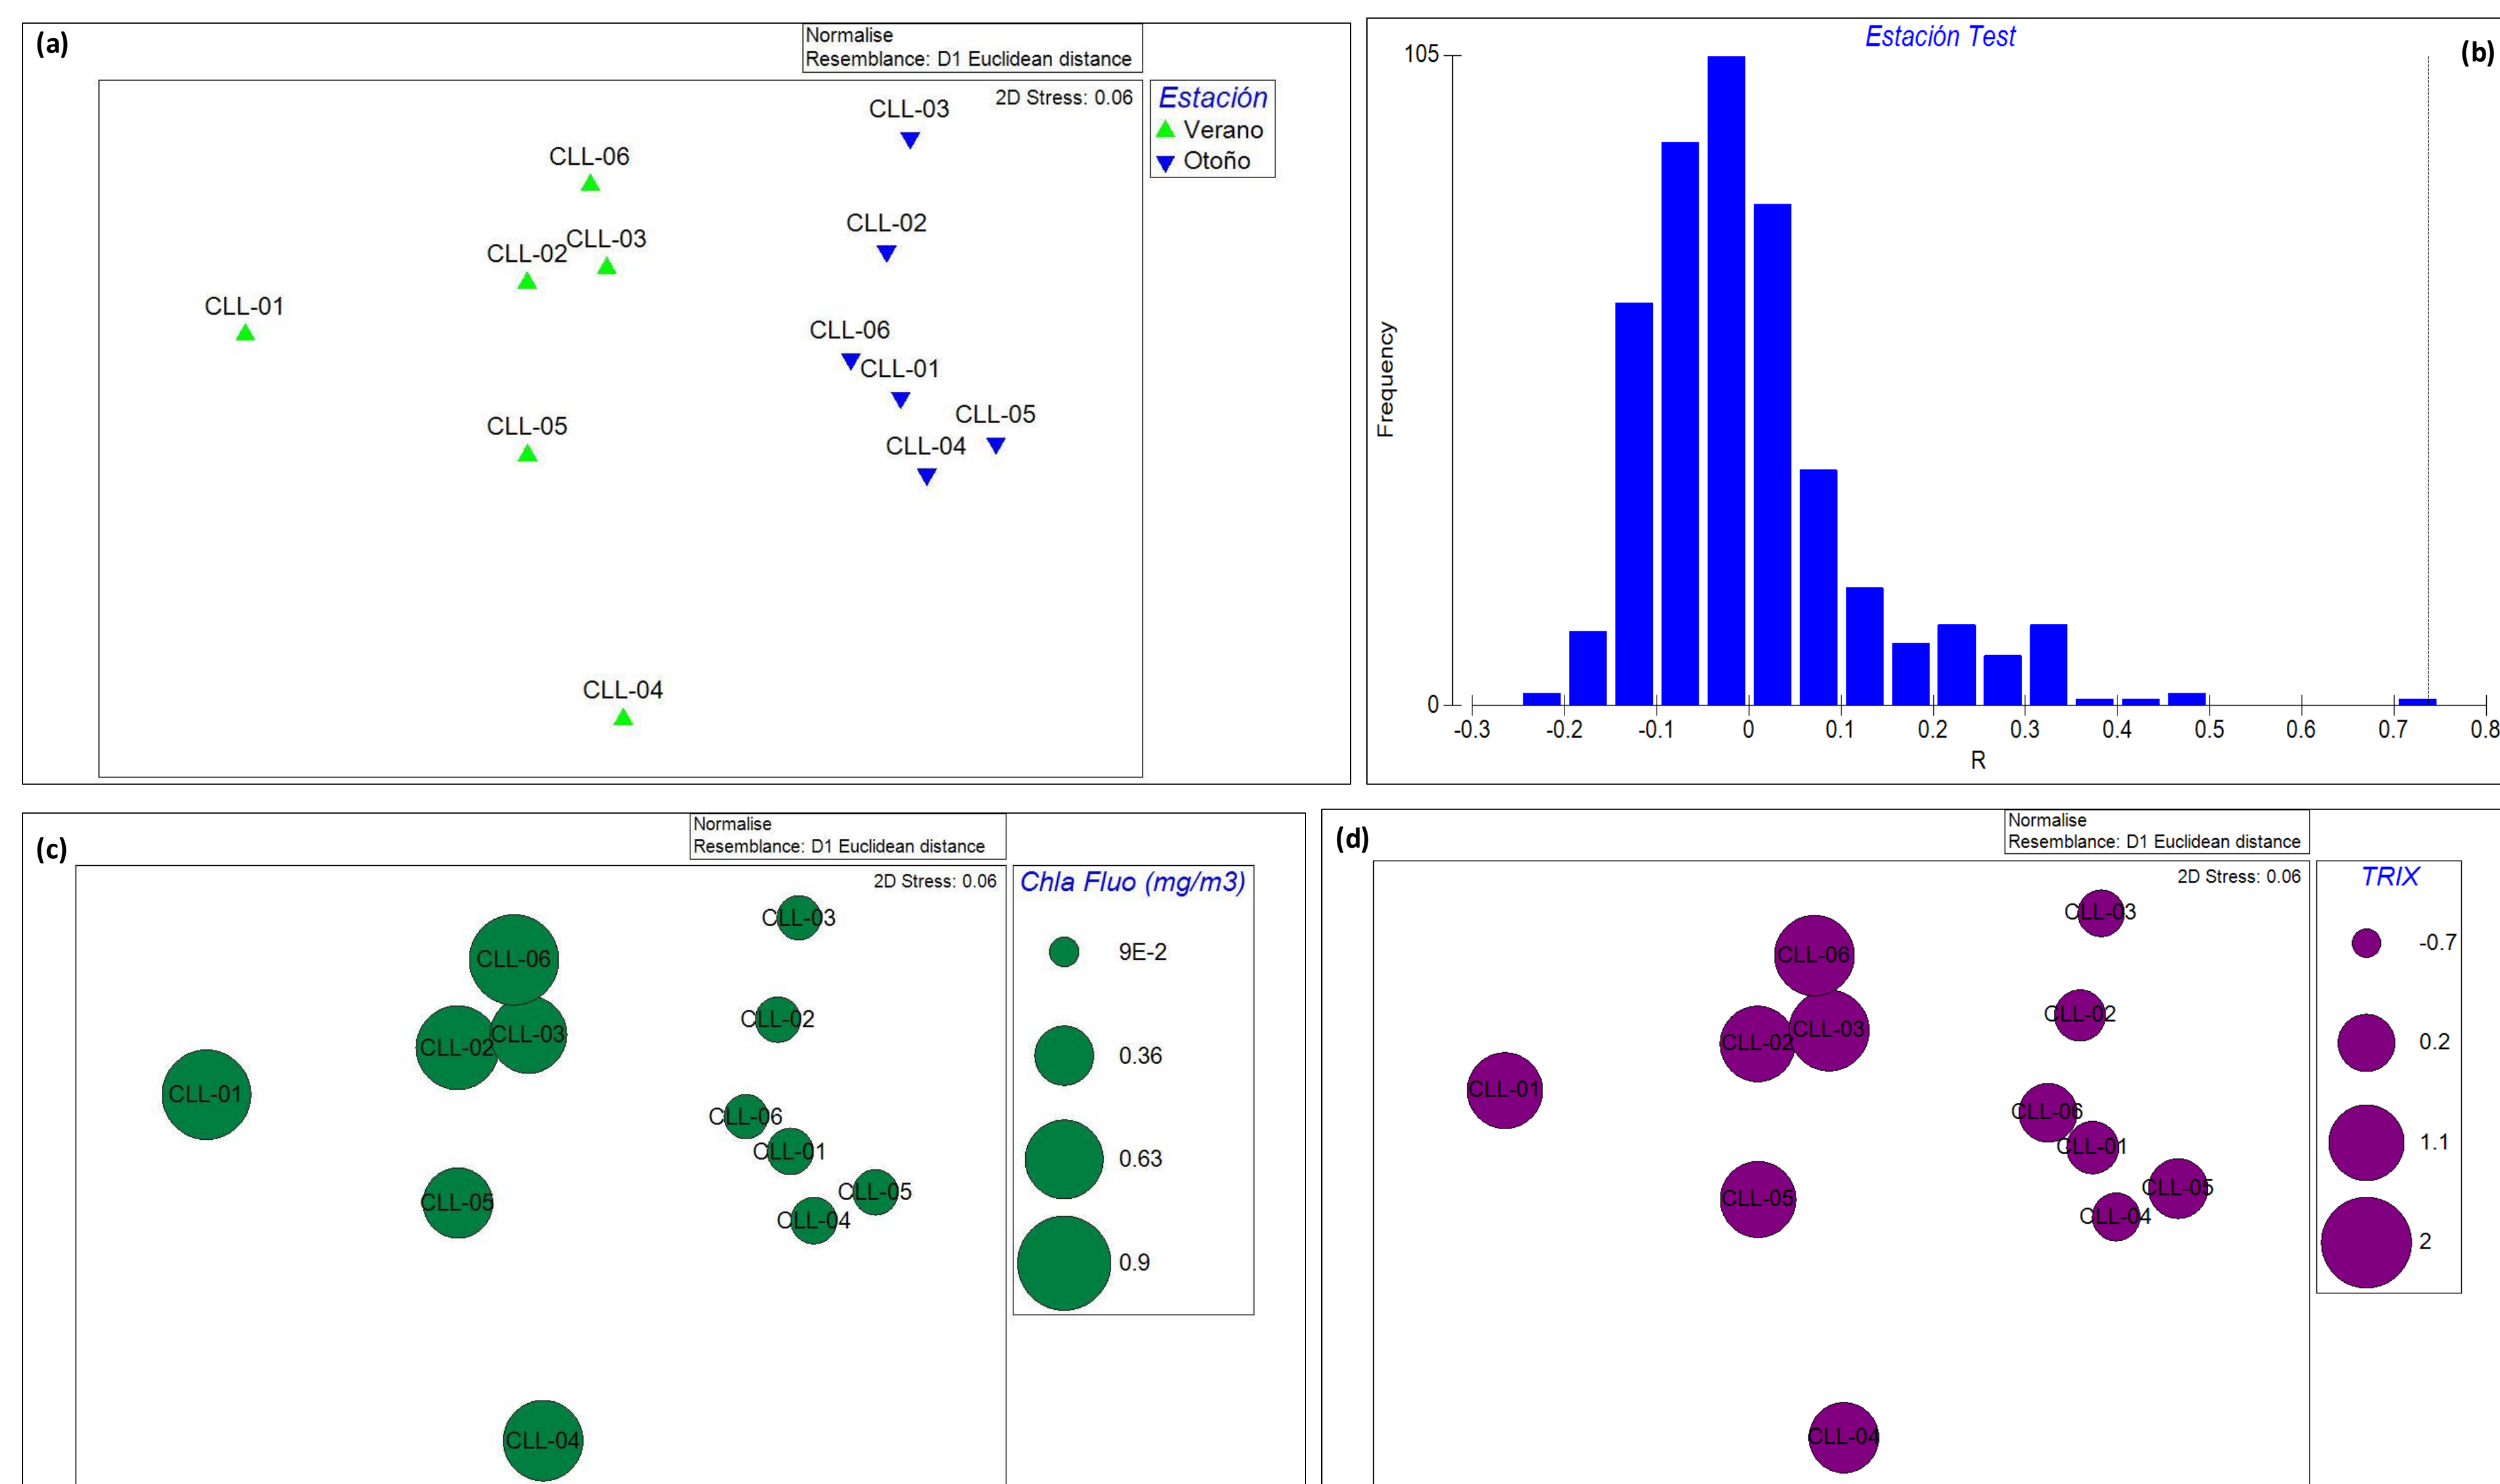 (a)
Normalise
Resemblance: D1 Euclidean distance
2D Stress: 0.06
Estación
Verano
Otoño
CLL-03
CLL-06
CLL-02
CLL-03
CLL-02
CLL-01
CLL-06
CLL-01
CLL-05
CLL-05
CLL-04
CLL-04
(b)
Estación Test
105
0
Frequency
-0.3 -0.2 -0.1 0 0.1 0.2 0.3 0.4 0.5 0.6 0.7 0.8
R
(c)
Normalise
Resemblance: D1 Euclidean distance
2D Stress: 0.06
Chla Fluo (mg/m3)
9E-2
0.36
0.63
0.9
CLL-03
CLL-06
CLL-02
CLL-03
CLL-02
CLL-01
CLL-06
CLL-01
CLL-05
CLL-05
CLL-04
CLL-04
(d)
Normalise
Resemblance: D1 Euclidean distance
2D Stress: 0.06
TRIX
-0.7
0.2
1.1
2
CLL-03
CLL-06
CLL-02
CLL-03
CLL-02
CLL-01
CLL-06
CLL-01
CLL-05
CLL-05
CLL-04
CLL-04